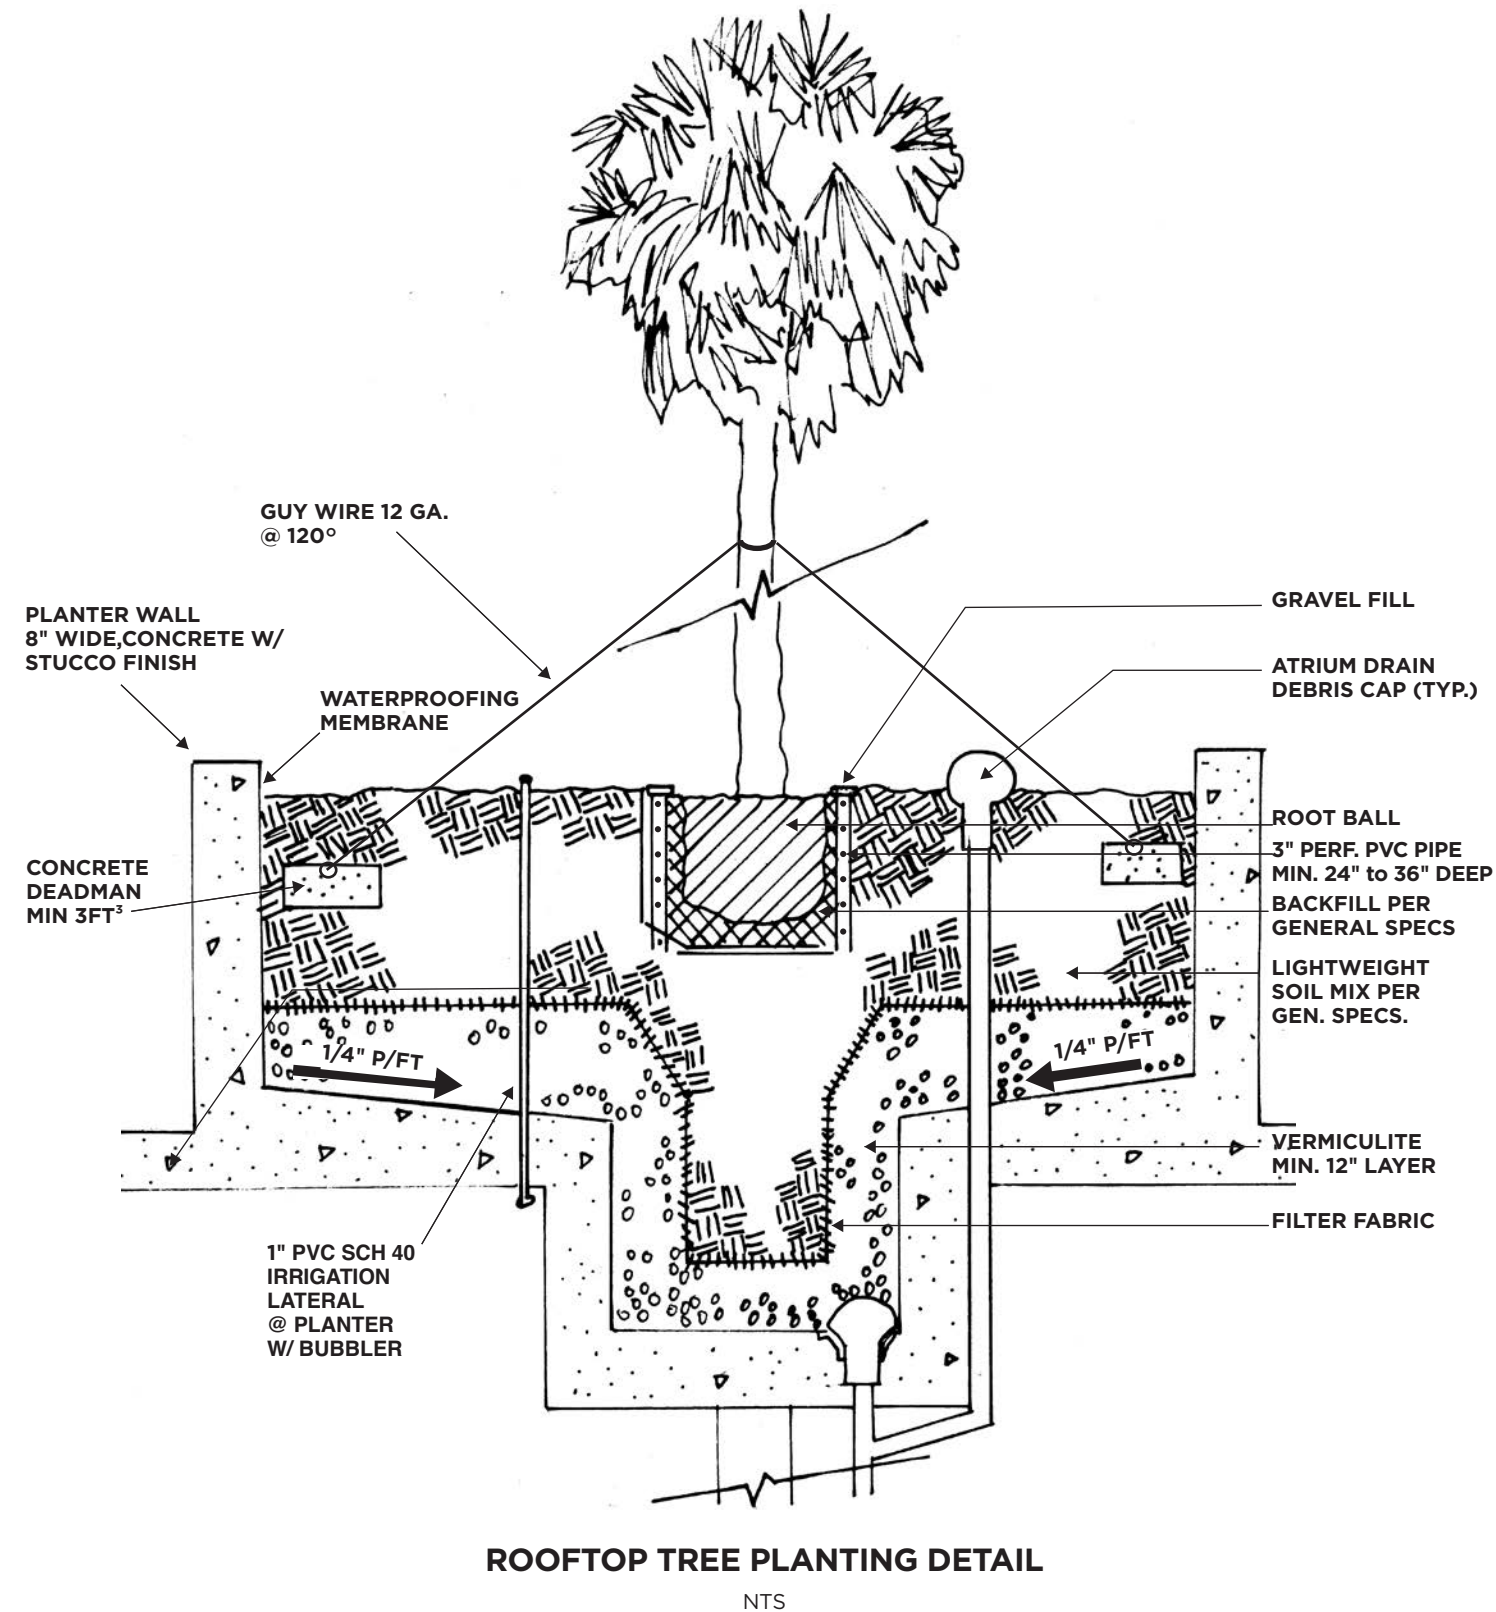 GUY WIRE 12 GA.
@ 120°
PLANTER WALL
8" WIDE,CONCRETE W/
STUCCO FINISH
WATERPROOFING
MEMBRANE
CONCRETE
DEADMAN
MIN 3FT³
1/4" P/FT
1" PVC SCH 40
IRRIGATION
LATERAL
@ PLANTER
W/ BUBBLER
GRAVEL FILL
ATRIUM DRAIN
DEBRIS CAP (TYP.)
ROOT BALL
3" PERF. PVC PIPE
MIN. 24" to 36" DEEP
BACKFILL PER
GENERAL SPECS
LIGHTWEIGHT
SOIL MIX PER
GEN. SPECS.
1/4" P/FT
VERMICULITE
MIN. 12" LAYER
FILTER FABRIC
ROOFTOP TREE PLANTING DETAIL
NTS